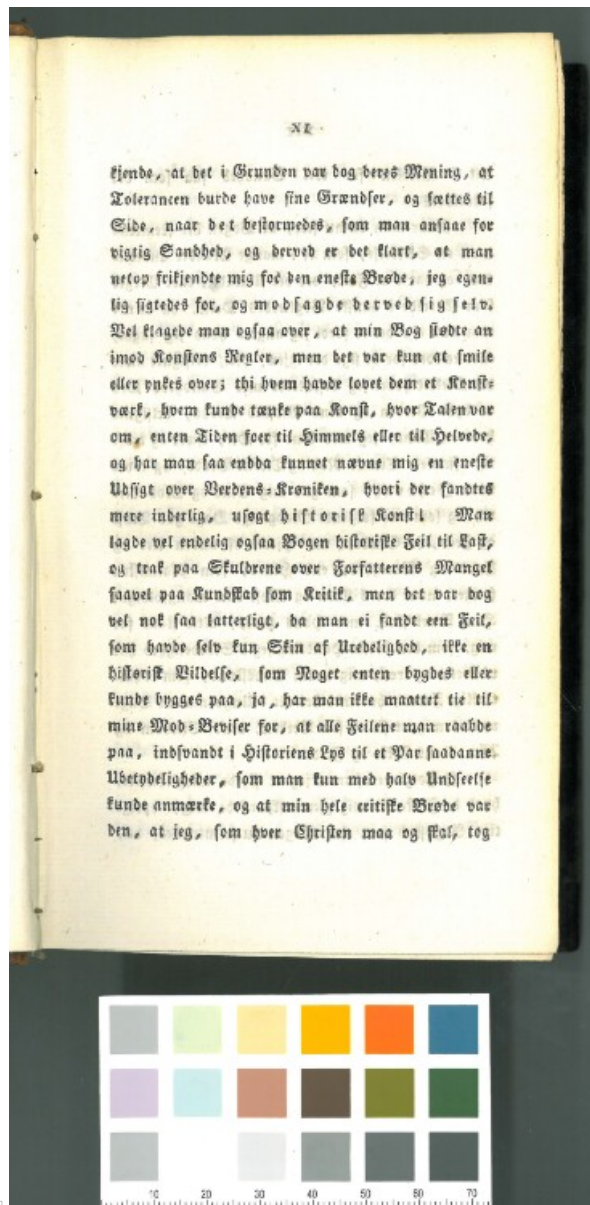 XI
kjende, at det i Grunden var dog deres Mening, at
Tolerancen burde have sine Grændser, og sættes til
Side, naar det bestormedes, som man ansaae for
vigtig Sandhed, og derved er det klart, at man
netop frikjendte mig for den eneste Brøde, jeg egen-
lig sigtedes for, og modsagde derved sig selv.
Vel klagede man ogsaa over, at min Bog stødte an
imod Konstens Regler, men det var kun at smile
eller ynkes over; thi hvem havde lovet dem et Konst-
værk, hvem kunde tænke paa Konst, hvor Talen var
om, enten Tiden foer til Himmels eller til Helvede,
og har man saa endda kunnet nævne mig en eneste
Udsigt over Verdens-Krøniken, hvori der fandtes
mere inderlig, usøgt historisk Konst! Man
lagde vel endelig ogsaa Bogen historiske Feil til Last,
og trak paa Skuldrene over Forfatterens Mangel
saavel paa Kundskab som Kritik, men det var dog
vel nok saa latterligt, da man ei fandt een Feil,
som havde selv kun Skin af Uredelighed, ikke en
historisk Vildelse, som Noget enten bygdes eller
kunde bygges paa, ja, har man ikke maattet tie til
mine Mod-Beviser for, at alle Feilene man raabde
paa, indsvandt i Historiens Lys til et Par saadanne
Ubetydeligheder, som man kun med halv Undseelse
kunde anmærke, og at min hele critiske Brøde var
den, at jeg, som hver Christen maa og skal, tog
10 20 30 40 50 60 70